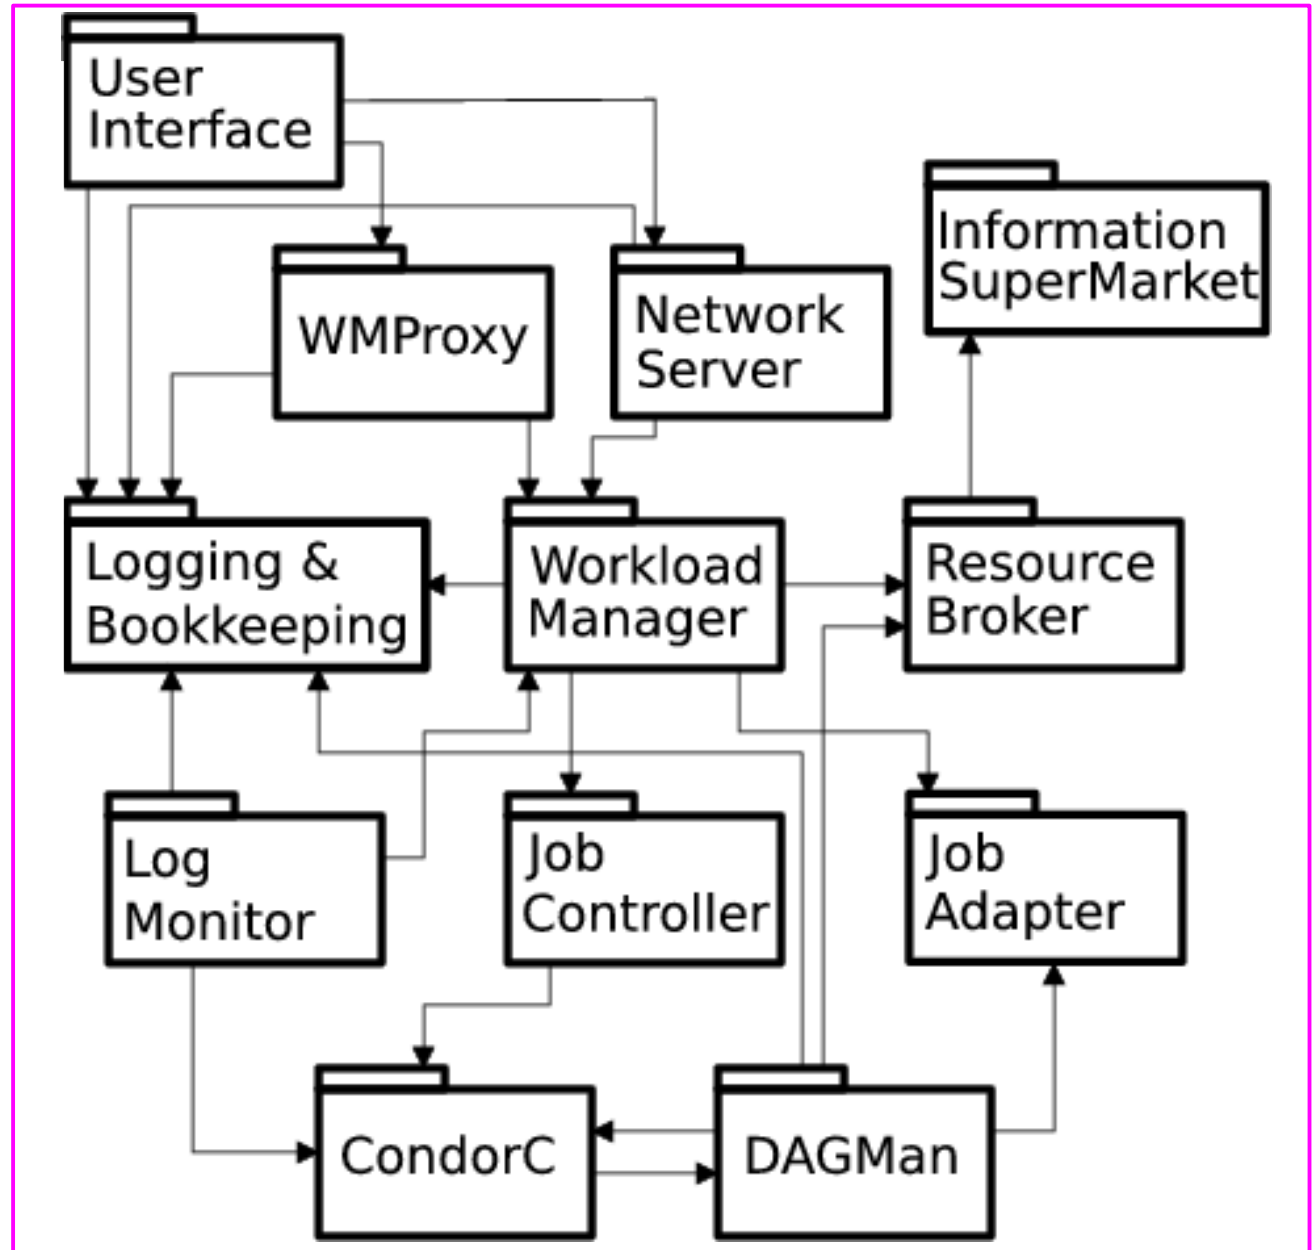 User
Interface
Information
SuperMarket
WMProxy
Network
Server
Logging &
Bookkeeping
Workload
Manager
Resource
Broker
Log
Monitor
Job
Controller
Job
Adapter
CondorC
DAGMan